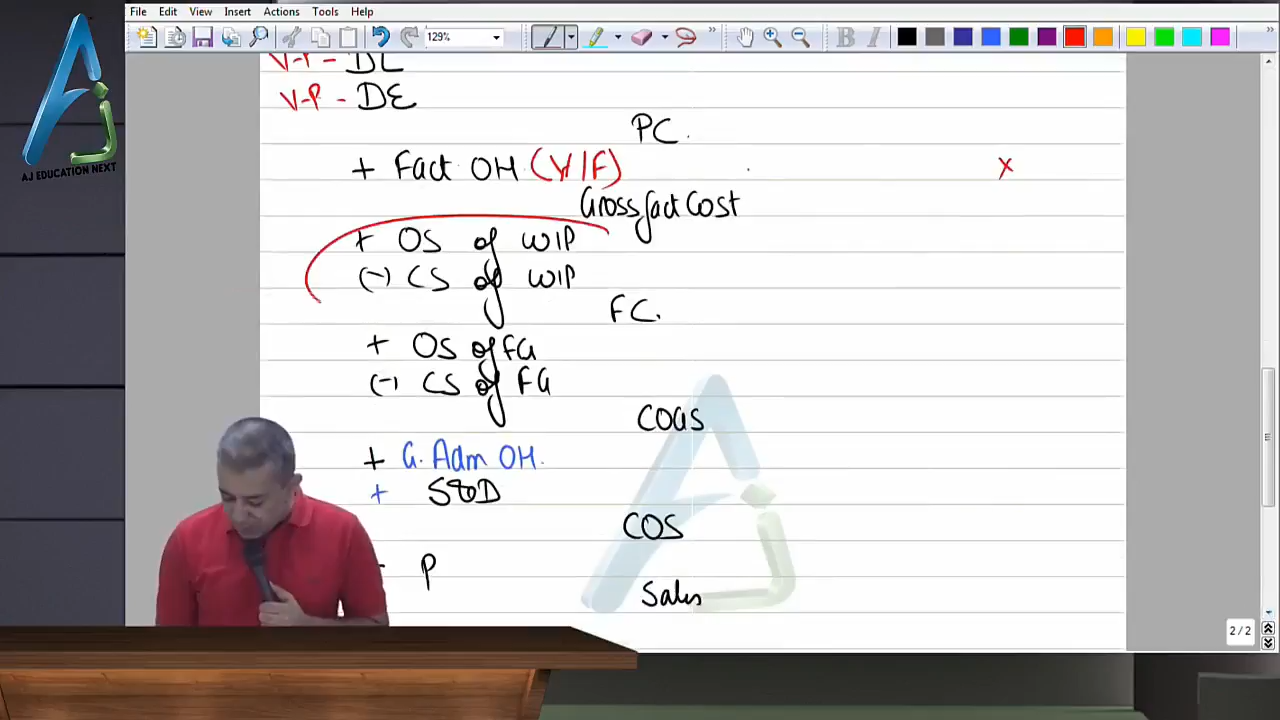 File Edit View Insert Actions Tools Help
129%
B I
V-P - DL
V-P - DE
PC.
+ Fact OH (V/F) x
Gross fact Cost
+ OS of WIP
(-) CS of WIP
FC.
+ OS of FG
(-) CS of FG
COGS
+ G. Adm OH.
+ S&D
COS
P
Sales
2/2
AJ EDUCATION NEXT